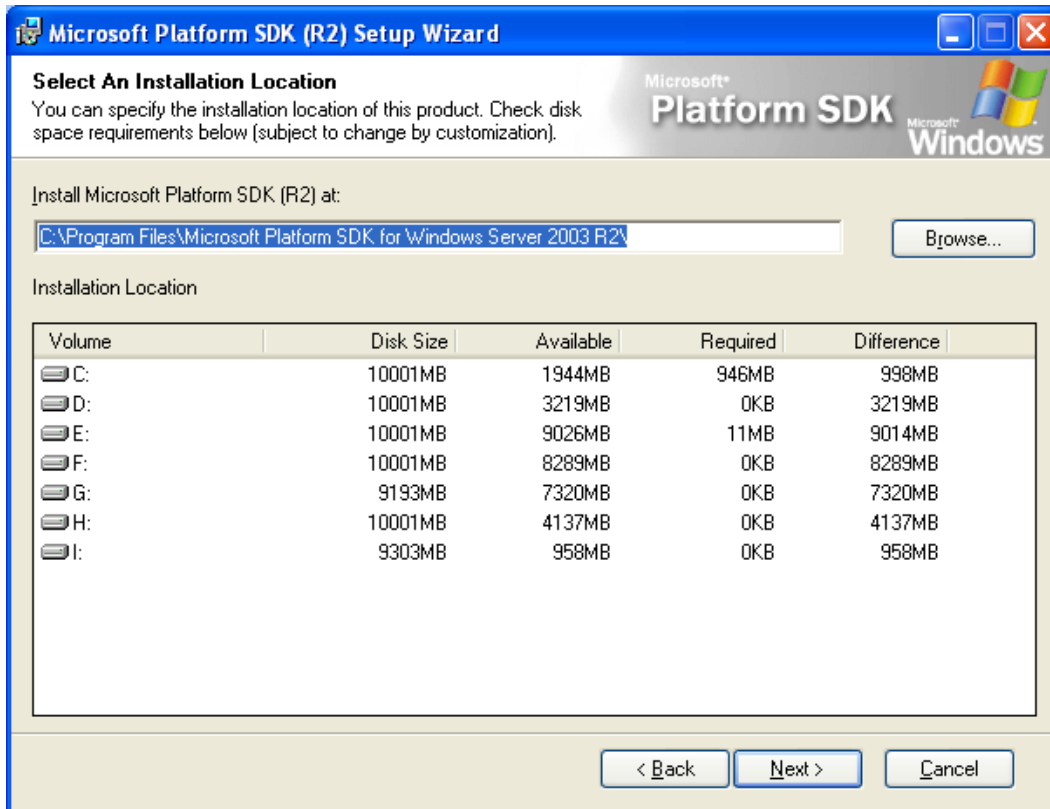 Microsoft Platform SDK (R2) Setup Wizard
Select An Installation Location
You can specify the installation location of this product. Check disk
space requirements below (subject to change by customization).
Microsoft®
Platform SDK
Microsoft®
Windows
Install Microsoft Platform SDK (R2) at:
C:\Program Files\Microsoft Platform SDK for Windows Server 2003 R2\
Browse...
Installation Location
Volume Disk Size Available Required Difference
C: 10001MB 1944MB 946MB 998MB
D: 10001MB 3219MB 0KB 3219MB
E: 10001MB 9026MB 11MB 9014MB
F: 10001MB 8289MB 0KB 8289MB
G: 9193MB 7320MB 0KB 7320MB
H: 10001MB 4137MB 0KB 4137MB
I: 9303MB 958MB 0KB 958MB
< Back Next > Cancel